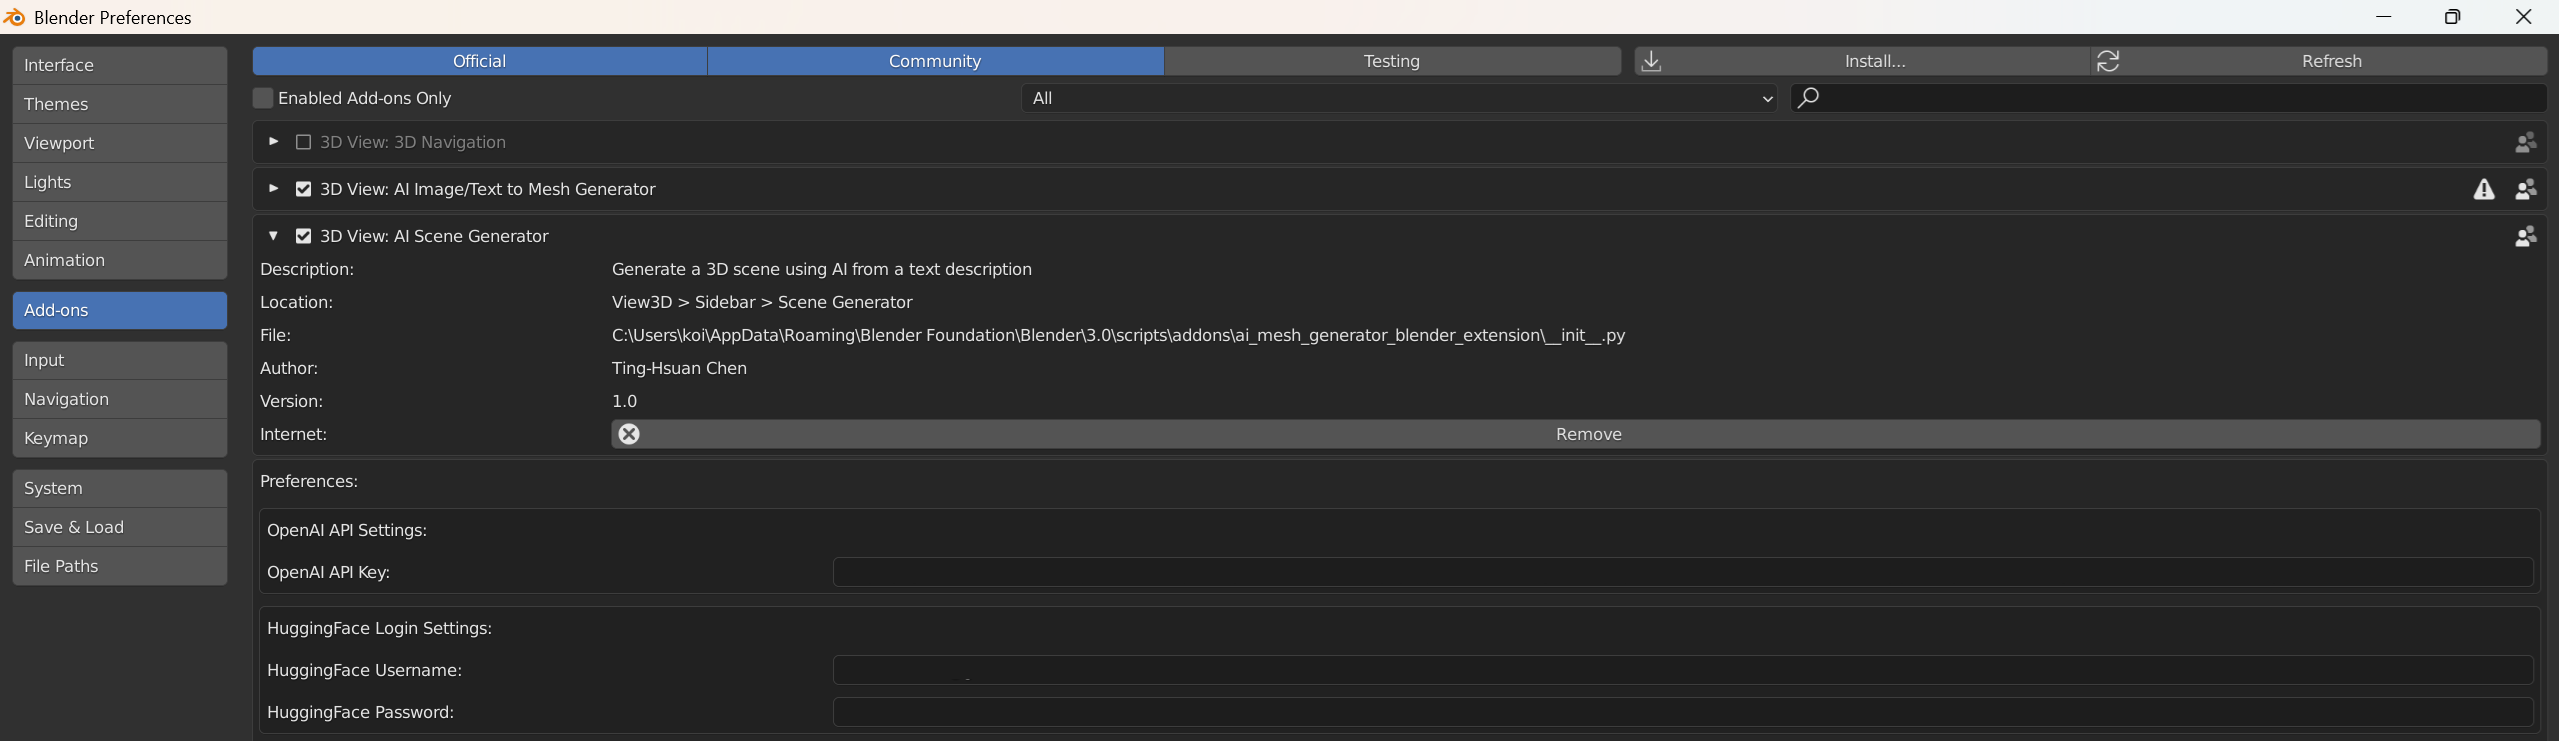 Blender Preferences
Interface
Themes
Viewport
Lights
Editing
Animation
Add-ons
Input
Navigation
Keymap
System
Save & Load
File Paths
Official Community Testing Install... Refresh
Enabled Add-ons Only All
3D View: 3D Navigation
3D View: AI Image/Text to Mesh Generator
3D View: AI Scene Generator
Description: Generate a 3D scene using AI from a text description
Location: View3D > Sidebar > Scene Generator
File: C:\Users\koi\AppData\Roaming\Blender Foundation\Blender\3.0\scripts\addons\ai_mesh_generator_blender_extension\__init__.py
Author: Ting-Hsuan Chen
Version: 1.0
Internet: Remove
Preferences:
OpenAI API Settings:
OpenAI API Key:
HuggingFace Login Settings:
HuggingFace Username:
HuggingFace Password: